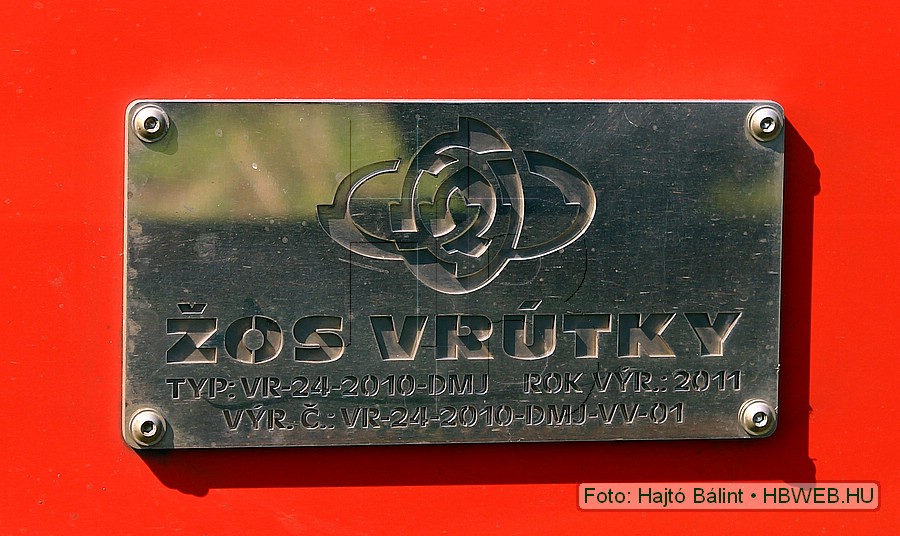 ŽOS VRÚTKY
TYP: VR-24-2010-DMJ ROK VÝR.: 2011
VÝR. Č.: VR-24-2010-DMJ-VV-01
Foto: Hajtó Bálint • HBWEB.HU